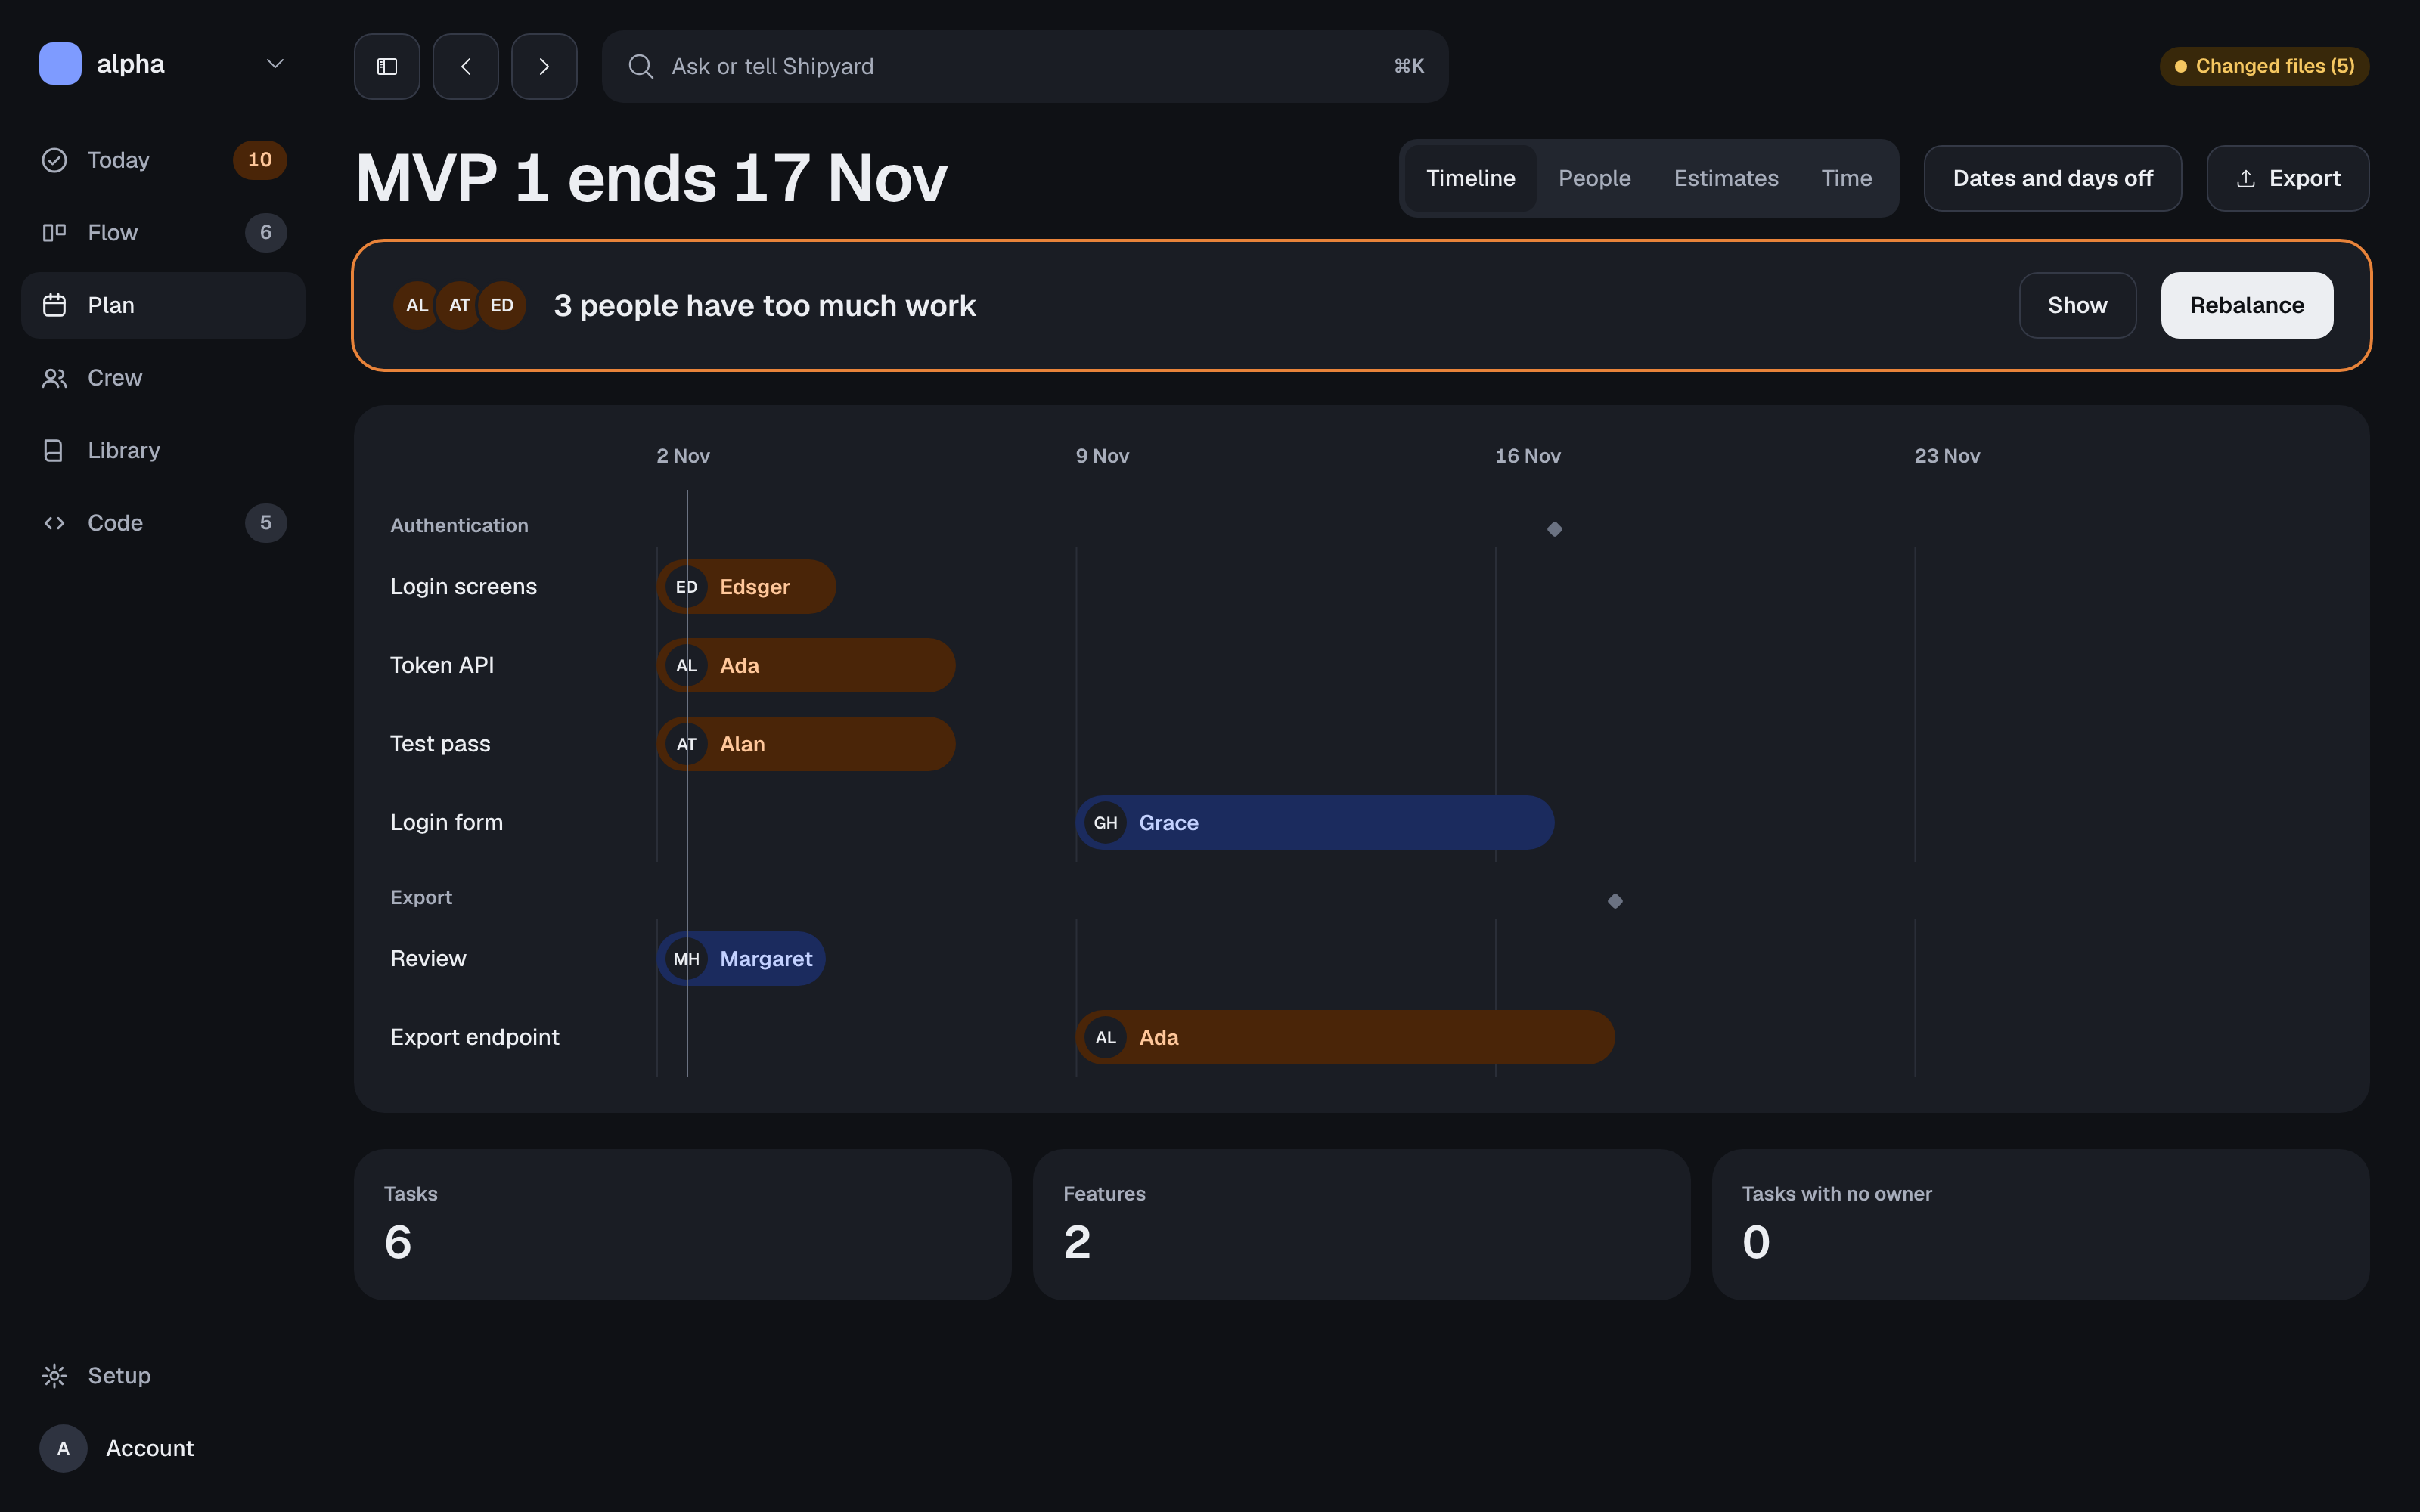 alpha
Ask or tell Shipyard
⌘K
Changed files (5)
Today
10
Flow
6
Plan
Crew
Library
Code
5
Setup
A
Account
MVP 1 ends 17 Nov
Timeline
People
Estimates
Time
Dates and days off
Export
AL
AT
ED
3 people have too much work
Show
Rebalance
2 Nov
9 Nov
16 Nov
23 Nov
Authentication
Login screens
ED
Edsger
Token API
AL
Ada
Test pass
AT
Alan
Login form
GH
Grace
Export
Review
MH
Margaret
Export endpoint
AL
Ada
Tasks
6
Features
2
Tasks with no owner
0